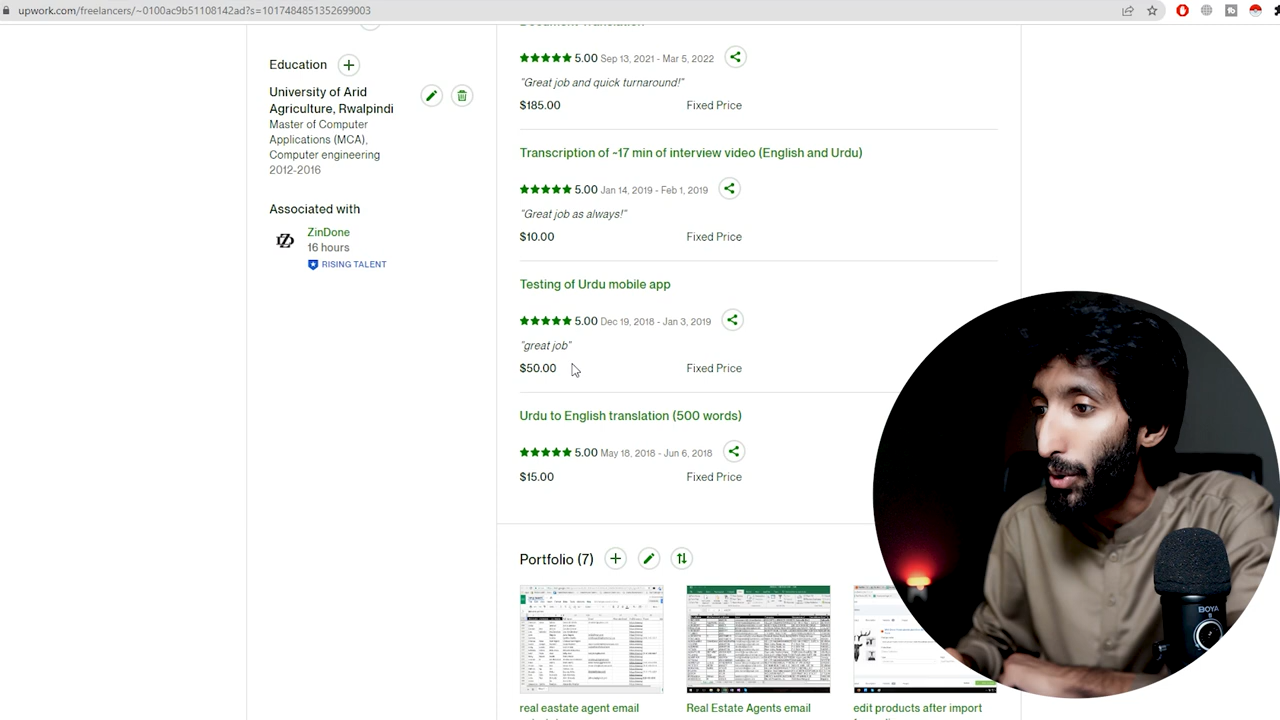 upwork.com/freelancers/~0100ac9b51108142ad?s=1017484851352699003
Document Translation
Education
University of Arid
Agriculture, Rwalpindi
Master of Computer
Applications (MCA),
Computer engineering
2012-2016
Associated with
ZinDone
16 hours
RISING TALENT
5.00 Sep 13, 2021 - Mar 5, 2022
"Great job and quick turnaround!"
$185.00 Fixed Price
Transcription of ~17 min of interview video (English and Urdu)
5.00 Jan 14, 2019 - Feb 1, 2019
"Great job as always!"
$10.00 Fixed Price
Testing of Urdu mobile app
5.00 Dec 19, 2018 - Jan 3, 2019
"great job"
$50.00 Fixed Price
Urdu to English translation (500 words)
5.00 May 18, 2018 - Jun 6, 2018
$15.00 Fixed Price
Portfolio (7)
real eastate agent email
Real Estate Agents email
edit products after import
BOYA